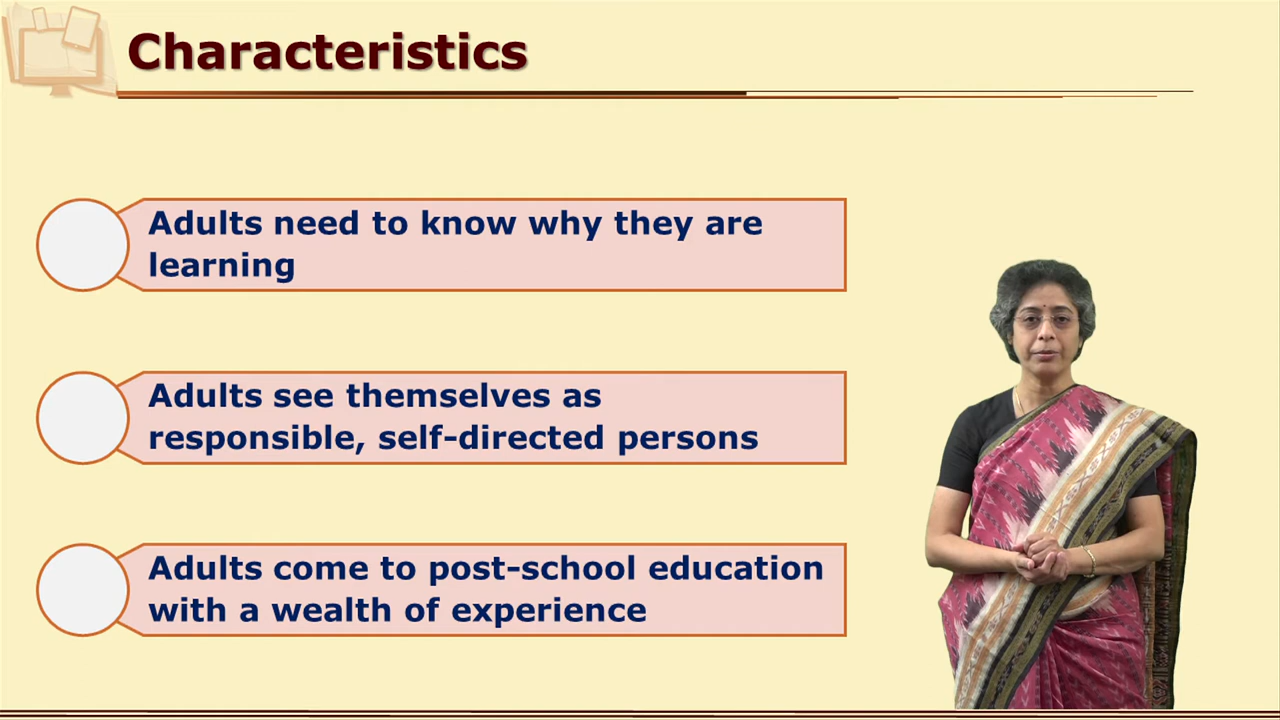 Characteristics
Adults need to know why they are
learning
Adults see themselves as
responsible, self-directed persons
Adults come to post-school education
with a wealth of experience